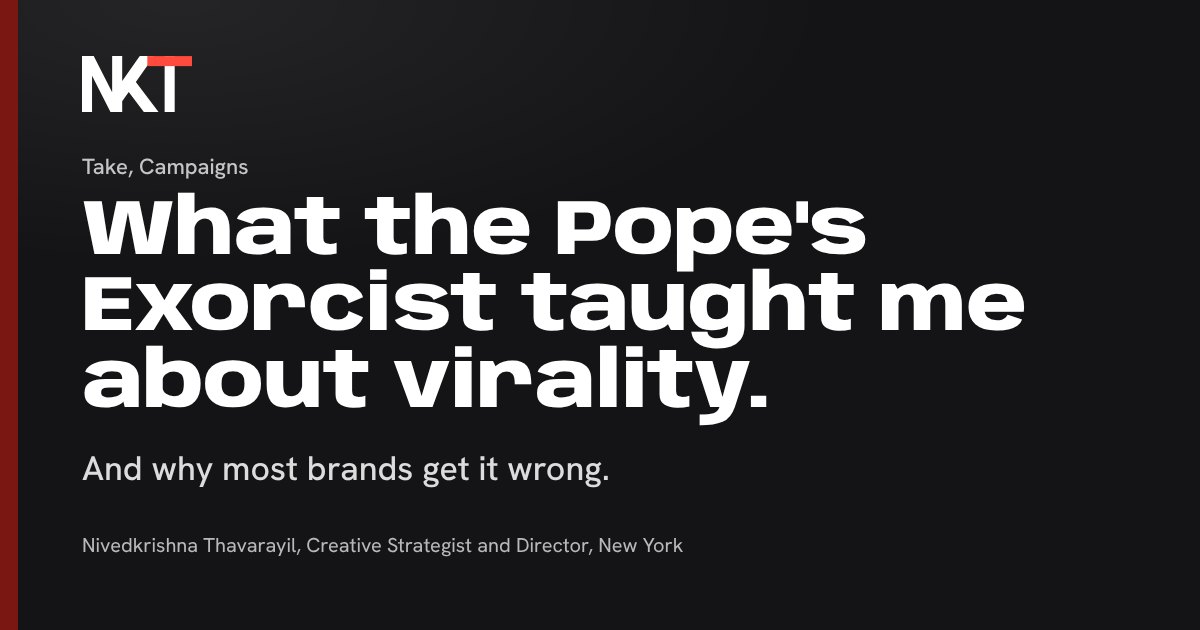 NKT
Take, Campaigns
What the Pope's
Exorcist taught me
about virality.
And why most brands get it wrong.
Nivedkrishna Thavarayil, Creative Strategist and Director, New York